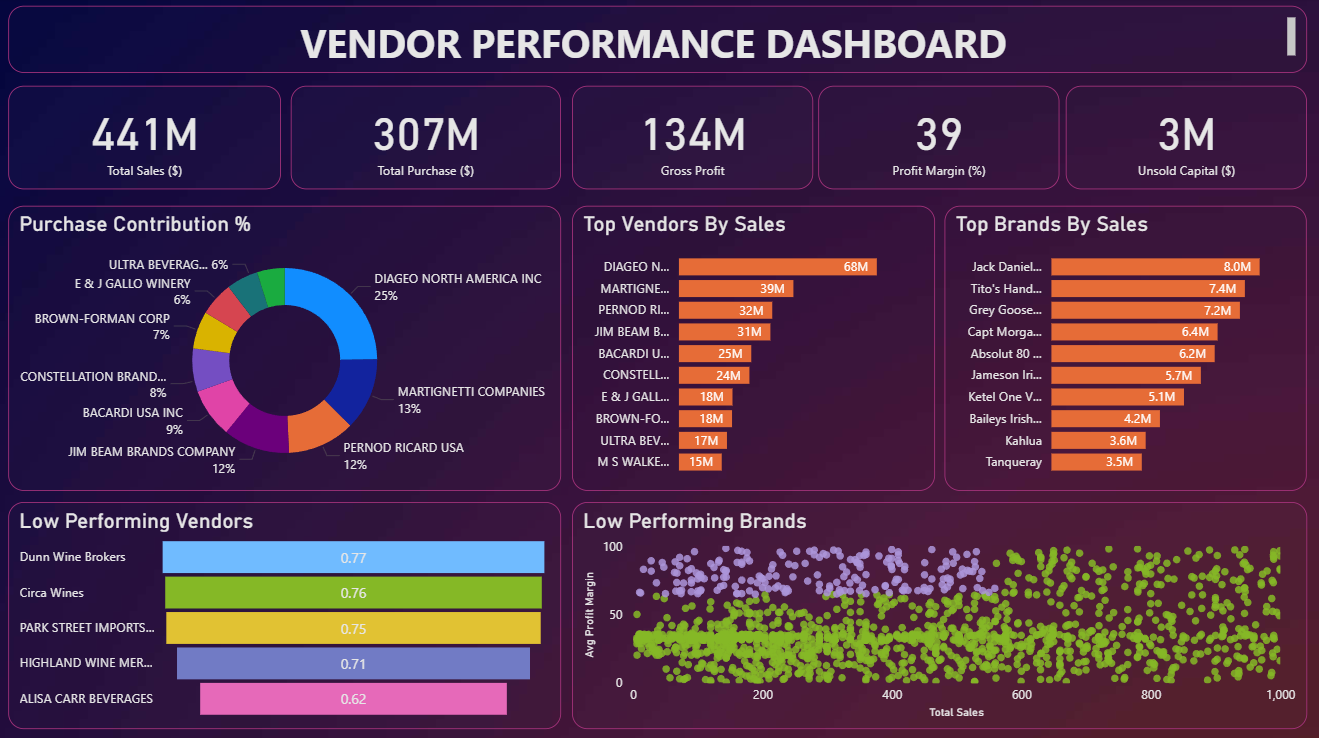 VENDOR PERFORMANCE DASHBOARD
441M
Total Sales ($)
307M
Total Purchase ($)
134M
Gross Profit
39
Profit Margin (%)
3M
Unsold Capital ($)
Purchase Contribution %
ULTRA BEVERAG... 6%
E & J GALLO WINERY
6%
BROWN-FORMAN CORP
7%
CONSTELLATION BRAND...
8%
BACARDI USA INC
9%
JIM BEAM BRANDS COMPANY
12%
DIAGEO NORTH AMERICA INC
25%
MARTIGNETTI COMPANIES
13%
PERNOD RICARD USA
12%
Top Vendors By Sales
DIAGEO N... 68M
MARTIGNE... 39M
PERNOD RI... 32M
JIM BEAM B... 31M
BACARDI U... 25M
CONSTELL... 24M
E & J GALL... 18M
BROWN-FO... 18M
ULTRA BEV... 17M
M S WALKE... 15M
Top Brands By Sales
Jack Daniel... 8.0M
Tito's Hand... 7.4M
Grey Goose... 7.2M
Capt Morga... 6.4M
Absolut 80 ... 6.2M
Jameson Iri... 5.7M
Ketel One V... 5.1M
Baileys Irish... 4.2M
Kahlua 3.6M
Tanqueray 3.5M
Low Performing Vendors
Dunn Wine Brokers 0.77
Circa Wines 0.76
PARK STREET IMPORTS... 0.75
HIGHLAND WINE MER... 0.71
ALISA CARR BEVERAGES 0.62
Low Performing Brands
Avg Profit Margin
100
50
0
0 200 400 600 800 1,000
Total Sales